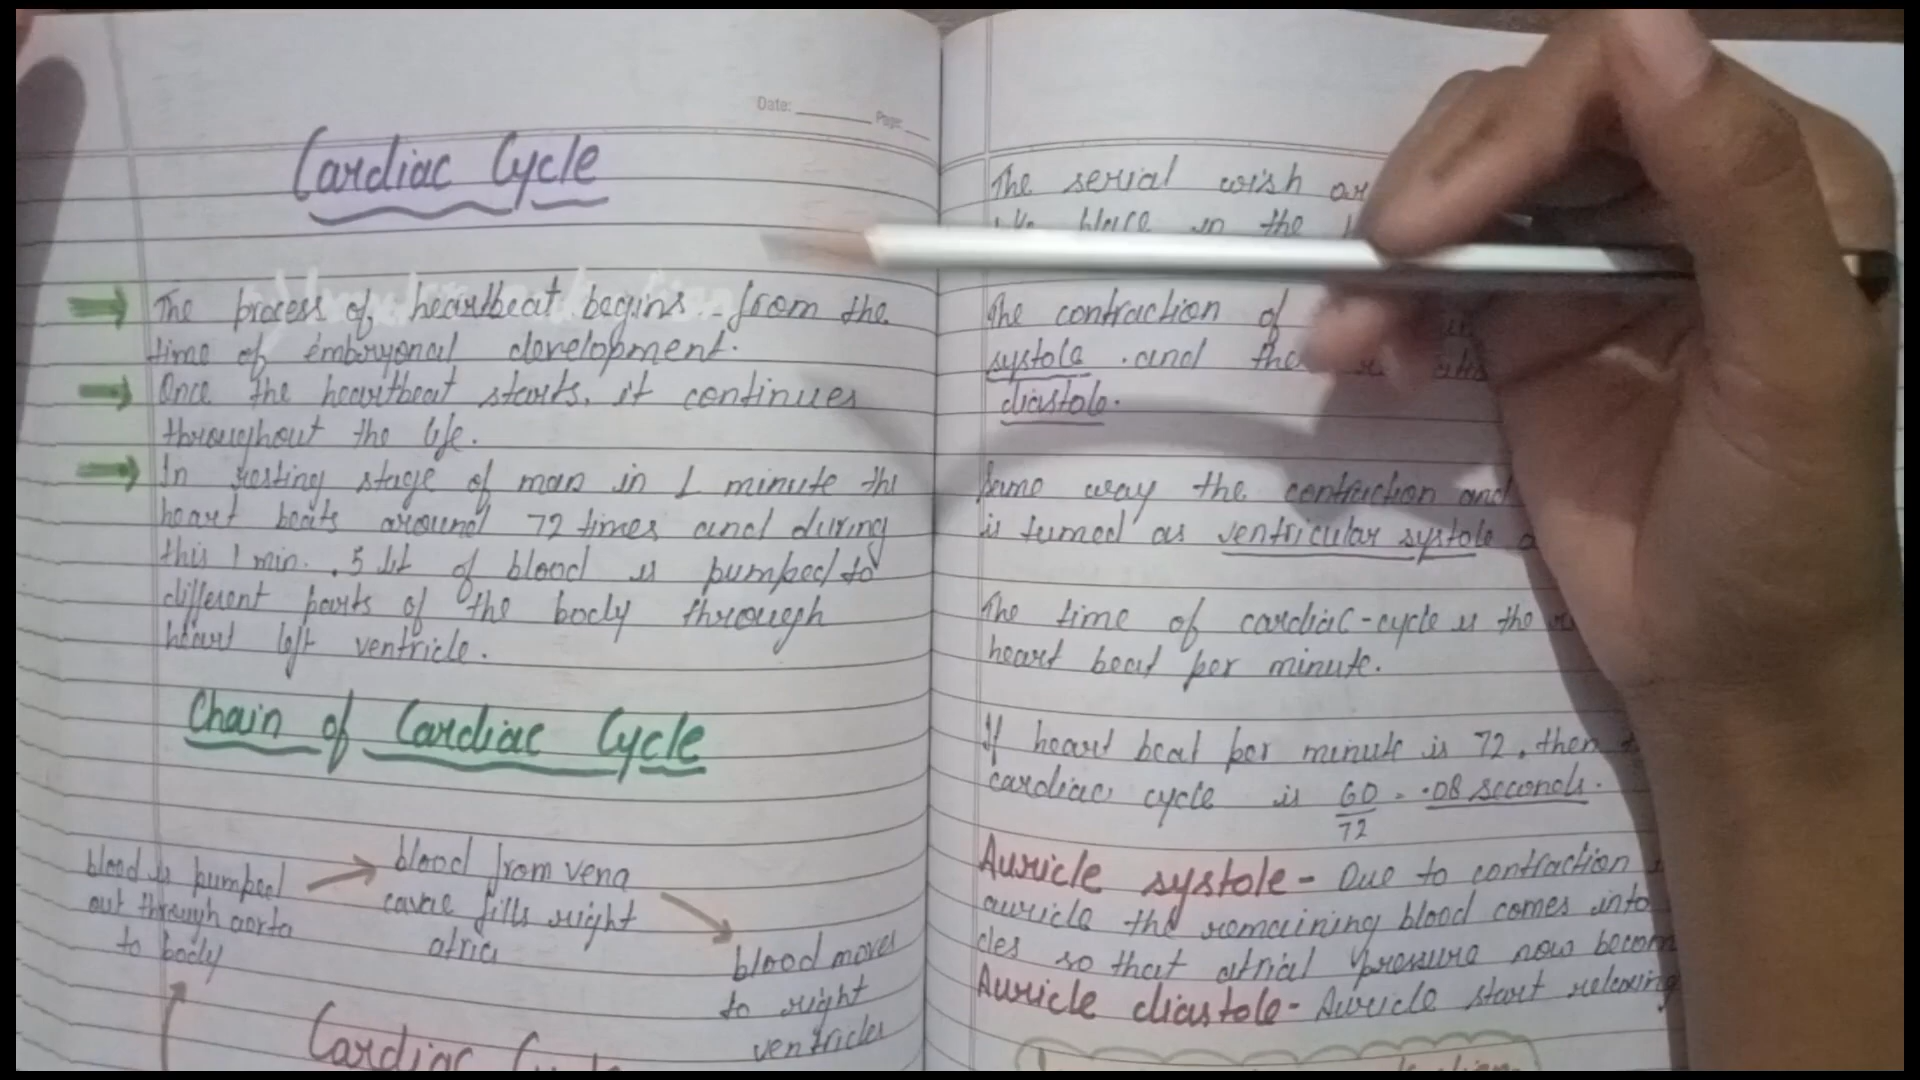 Date: Page:
Cardiac Cycle
The process of heartbeat begins from the
time of embryonal development.
Once the heartbeat starts, it continues
throughout the life.
In resting stage of man in 1 minute the
heart beats around 72 times and during
this 1 min. .5 lit of blood is pumped to
different parts of the body through
heart left ventricle.
Chain of Cardiac Cycle
blood is pumped
out through aorta
to body
blood from vena
cavae fills right
atria
blood moves
to right
ventricles
Cardiac
The serial wish
place in the
The contraction of
systole and
diastole.
Same way the contraction and
is turmed as ventricular systole
The time of cardiac-cycle is the
heart beat per minute.
If heart beat per minute is 72, then
cardiac cycle is 60/72 = .08 seconds.
Auricle systole - Due to contraction
auricle the remaining blood comes into
cles so that atrial pressure now becom
Auricle diastole - Auricle start relaxing